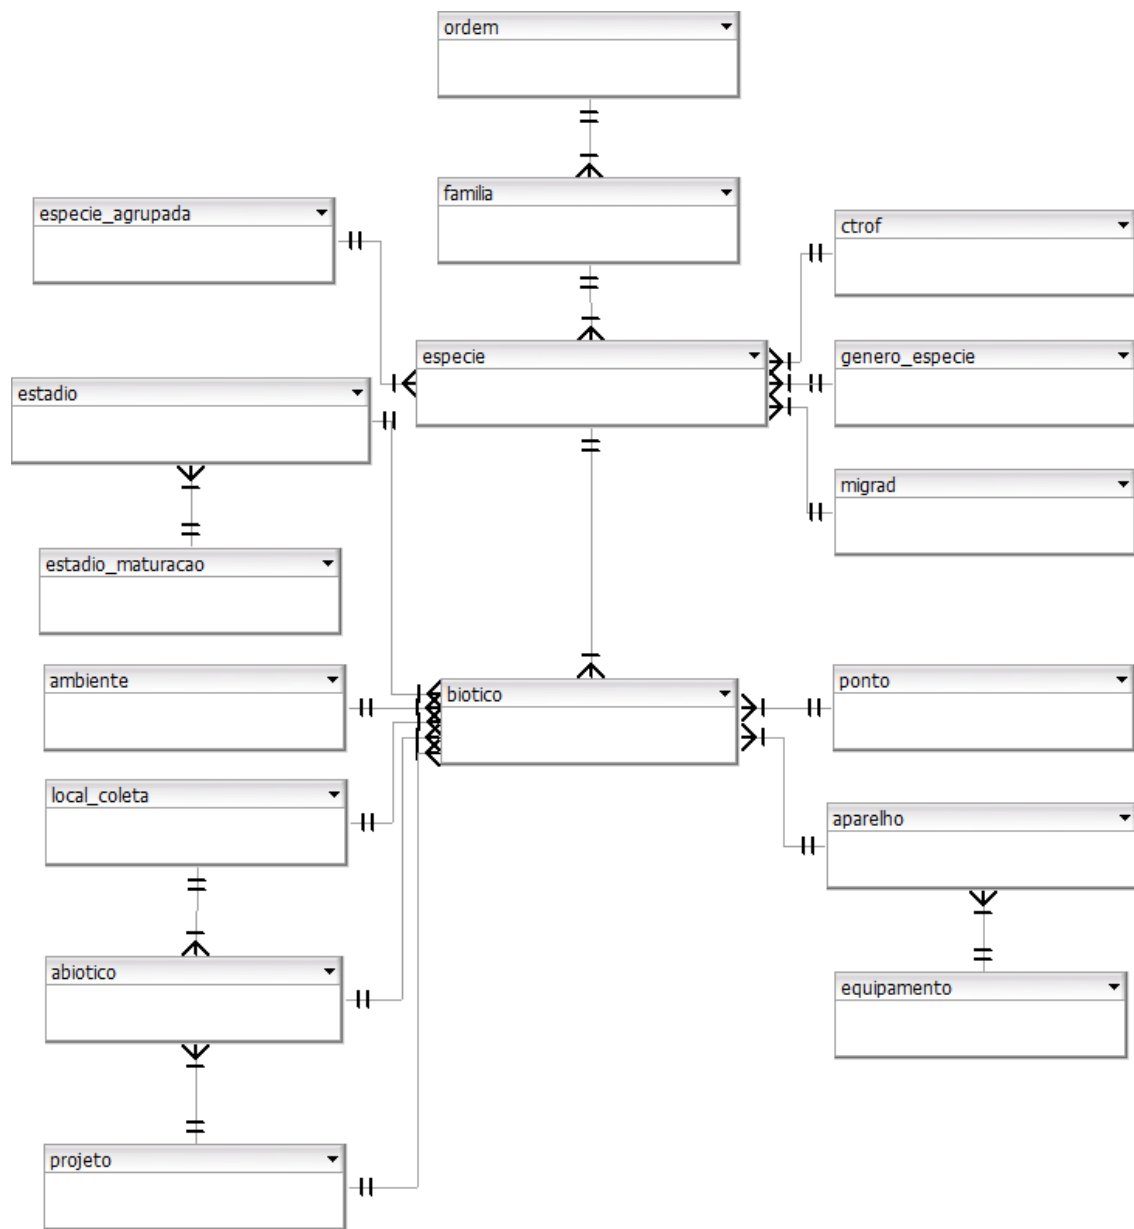 ordem
familia
especie_agrupada
ctrof
especie
genero_especie
estadio
migrad
estadio_maturacao
ambiente
biotico
ponto
local_coleta
aparelho
abiotico
equipamento
projeto